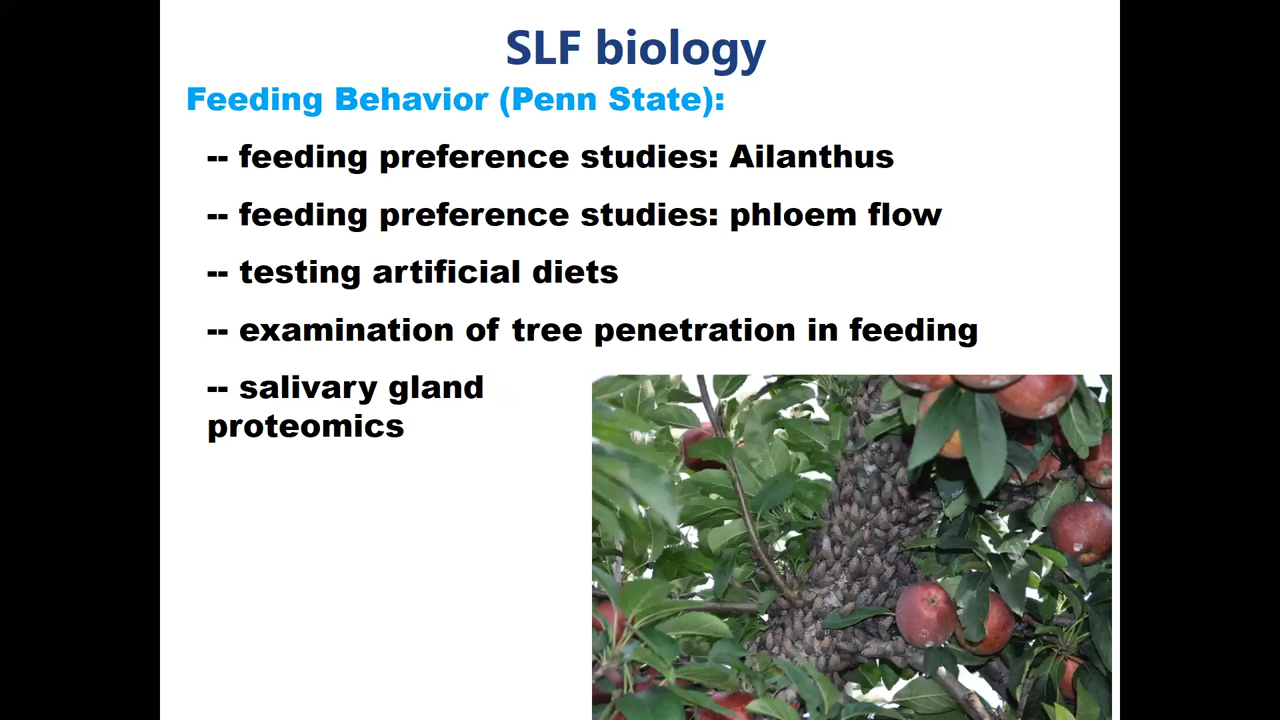 SLF biology
Feeding Behavior (Penn State):
-- feeding preference studies: Ailanthus
-- feeding preference studies: phloem flow
-- testing artificial diets
-- examination of tree penetration in feeding
-- salivary gland
proteomics